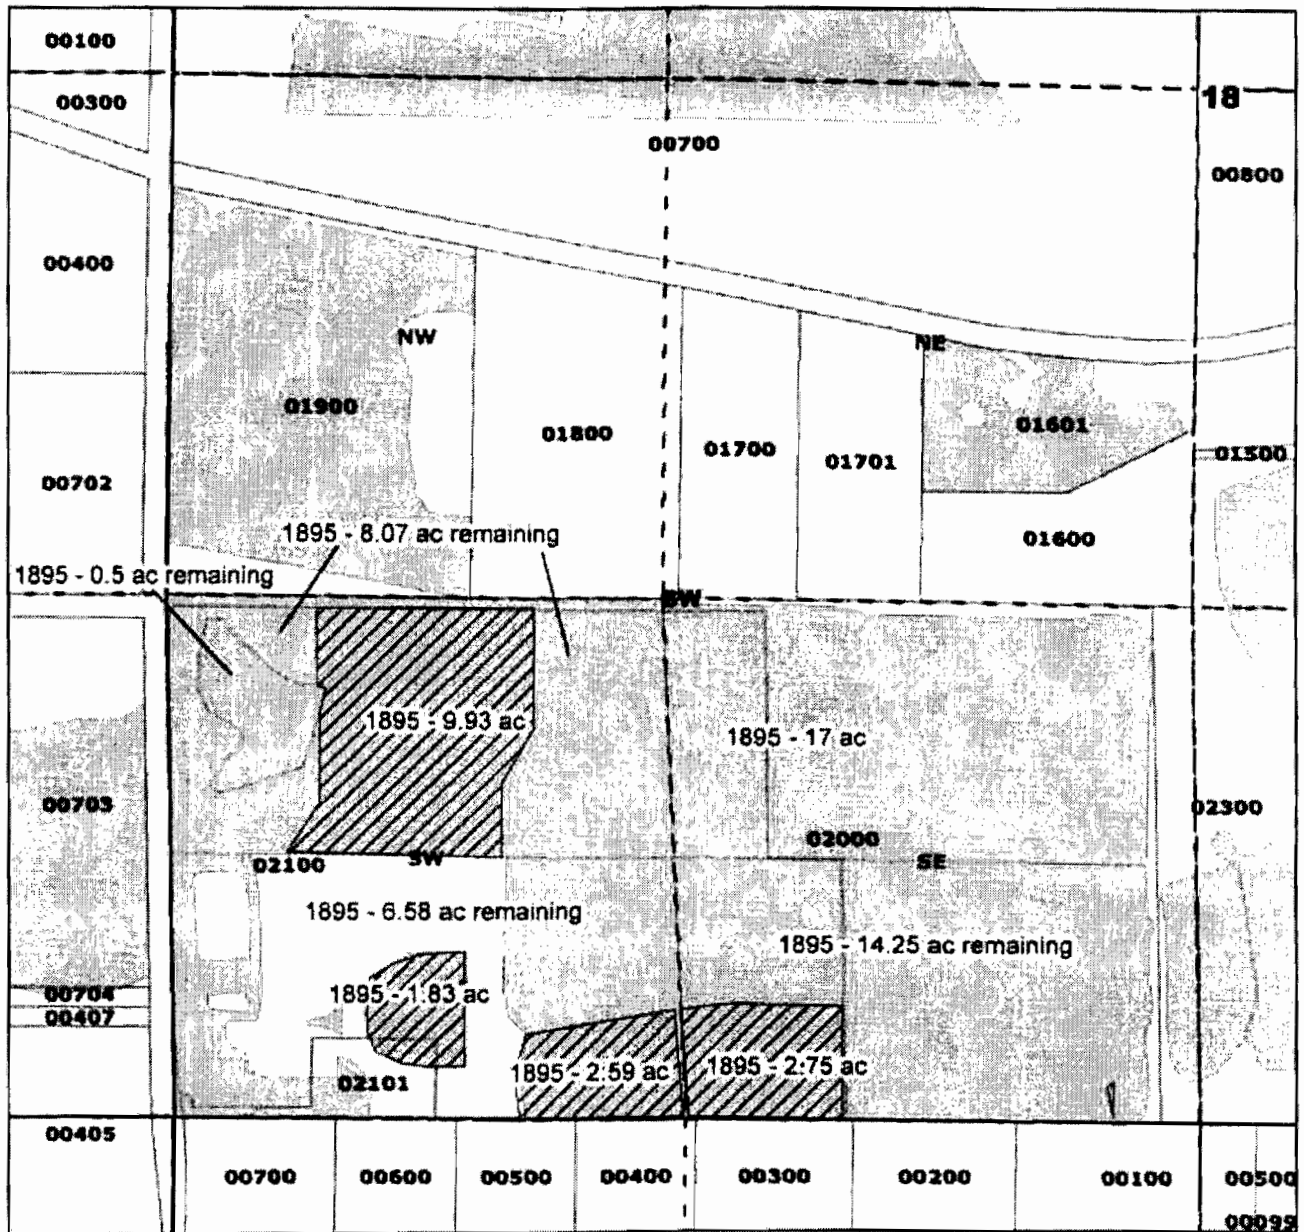 00100
00300
18
00700
00800
00400
NW
NE
01900
01601
01800
01700
01701
01500
00702
1895 - 8.07 ac remaining
01600
1895 - 0.5 ac remaining
SW
1895 - 9.93 ac
1895 - 17 ac
00703
02300
02000
02100
SW
SE
1895 - 6.58 ac remaining
1895 - 14.25 ac remaining
00704
1895 - 1.83 ac
00407
1895 - 2.59 ac
1895 - 2.75 ac
02101
00405
00700
00600
00500
00400
00300
00200
00100
00500
00099